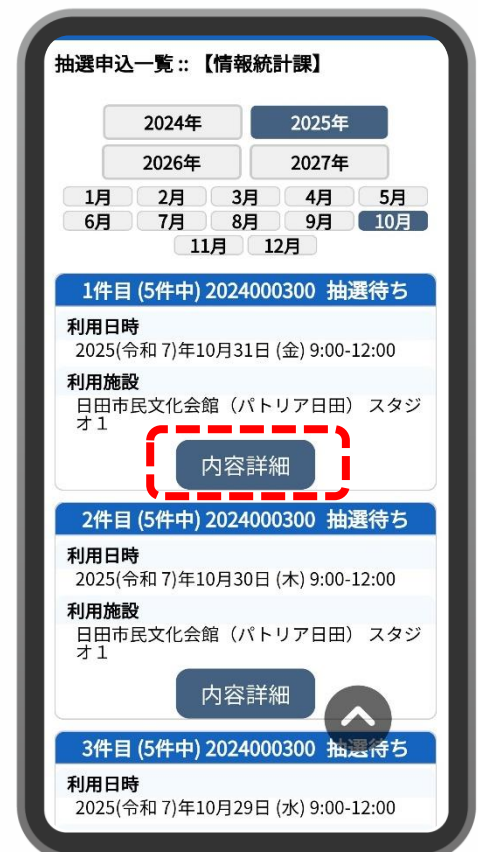 抽選申込一覧 :: 【情報統計課】
2024年 2025年
2026年 2027年
1月 2月 3月 4月 5月
6月 7月 8月 9月 10月
11月 12月
1件目 (5件中) 2024000300 抽選待ち
利用日時
2025(令和 7)年10月31日 (金) 9:00-12:00
利用施設
日田市民文化会館（パトリア日田） スタジ
オ１
内容詳細
2件目 (5件中) 2024000300 抽選待ち
利用日時
2025(令和 7)年10月30日 (木) 9:00-12:00
利用施設
日田市民文化会館（パトリア日田） スタジ
オ１
内容詳細
3件目 (5件中) 2024000300 抽選待ち
利用日時
2025(令和 7)年10月29日 (水) 9:00-12:00